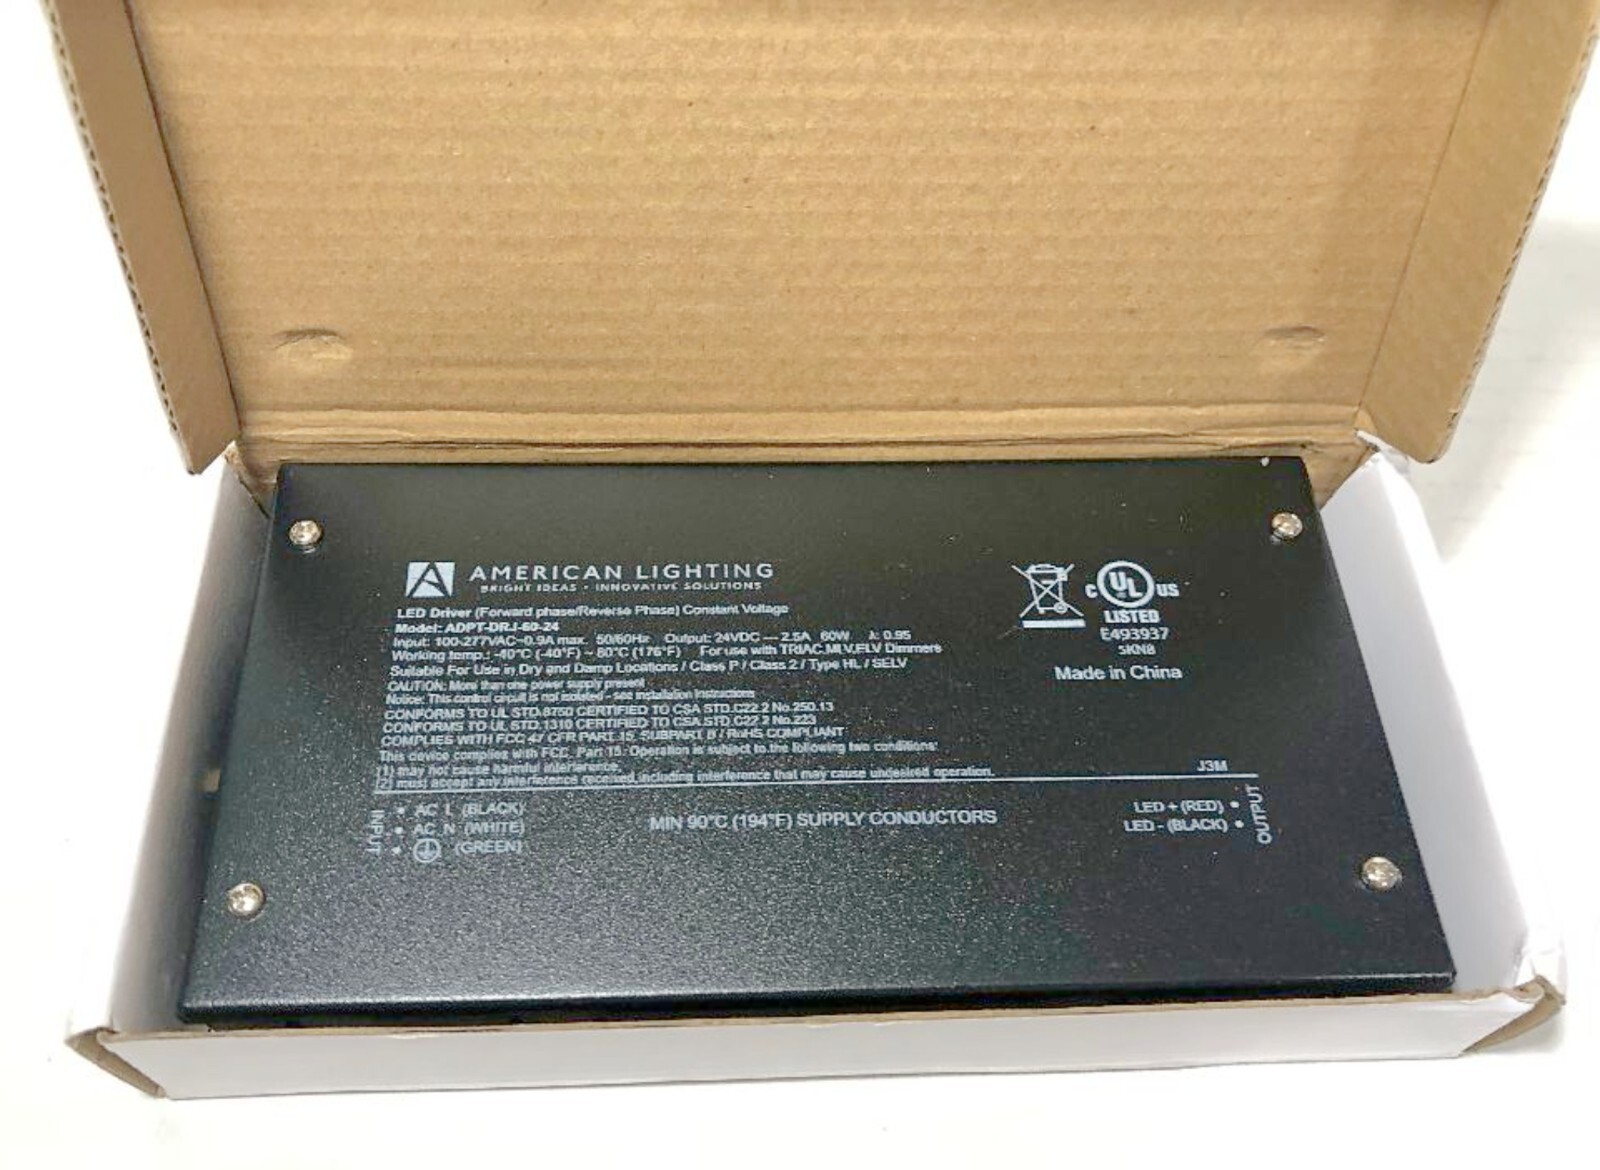 AMERICAN LIGHTING
BRIGHT IDEAS • INNOVATIVE SOLUTIONS
LED Driver (Forward phase/Reverse Phase) Constant Voltage
Model: ADPT-DRJ-60-24
Input: 100-277VAC~0.9A max. 50/60Hz Output: 24VDC --- 2.5A 60W λ: 0.95
Working temp.: -40°C (-40°F) ~ 80°C (176°F) For use with TRIAC,MLV,ELV Dimmers
Suitable For Use in Dry and Damp Locations / Class P / Class 2 / Type HL / SELV
CAUTION: More than one power supply present
Notice: This control circuit is not isolated - see installation instructions
CONFORMS TO UL STD.8750 CERTIFIED TO CSA STD.C22.2 No.250.13
CONFORMS TO UL STD.1310 CERTIFIED TO CSA STD.C22.2 No.223
COMPLIES WITH FCC 47 CFR PART 15, SUBPART B / RoHS COMPLIANT
This device complies with FCC, Part 15. Operation is subject to the following two conditions:
(1) may not cause harmful interference.
(2) must accept any interference received,including interference that may cause undesired operation.
c UL US
LISTED
E493937
5KN8
Made in China
J3M
INPUT
• AC L (BLACK)
• AC N (WHITE)
• (GREEN)
MIN 90°C (194°F) SUPPLY CONDUCTORS
LED + (RED) •
LED - (BLACK) •
OUTPUT